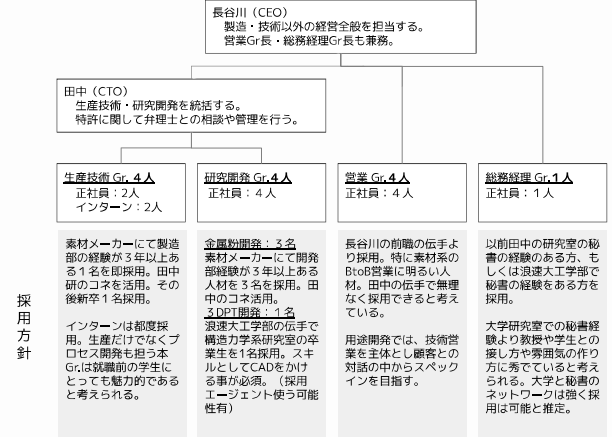 長谷川（CEO）
製造・技術以外の経営全般を担当する。
営業Gr長・総務経理Gr長も兼務。
田中（CTO）
生産技術・研究開発を統括する。
特許に関して弁理士との相談や管理を行う。
生産技術 Gr. 4人
正社員：2人
インターン：2人
研究開発 Gr.4人
正社員：４人
営業 Gr.4人
正社員：４人
総務経理 Gr.1人
正社員：１人
採用方針
素材メーカーにて製造
部の経験が３年以上あ
る１名を即採用。田中
研のコネを活用。その
後新卒１名採用。
インターンは都度採
用。生産だけでなくプ
ロセス開発も担う本
Gr.は就職前の学生に
とっても魅力的である
と考えられる。
金属粉開発：３名
素材メーカーにて開発
部経験が３年以上ある
人材を３名を採用。田
中のコネ活用。
３DPT開発：１名
浪速大工学部の伝手で
構造力学系研究室の卒
業生を1名採用。スキ
ルとしてCADをかけ
る事が必須。（採用
エージェント使う可能
性有）
長谷川の前職の伝手よ
り採用。特に素材系の
BtoB営業に明るい人
材。田中の伝手で無理
なく採用できると考え
ている。
用途開発では、技術営
業を主体とし顧客との
対話の中からスペック
インを目指す。
以前田中の研究室の秘
書の経験のある方、も
しくは浪速大工学部で
秘書の経験ある方を
採用。
大学研究室での秘書経
験より教授や学生との
接し方や雰囲気の作り
方に秀でていると考え
られる。大学と秘書の
ネットワークは強く採
用は可能と推定。